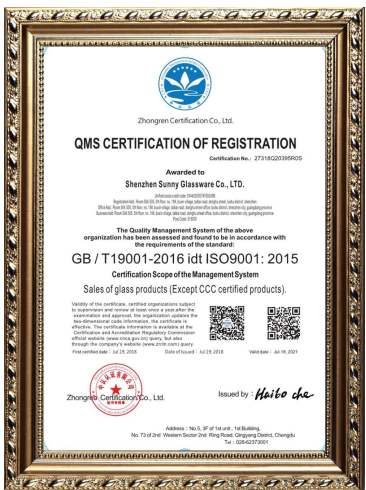 Zhongren Certification Co., Ltd.
QMS CERTIFICATION OF REGISTRATION
Certification No.: 27318Q20395R0S
Awarded to
Shenzhen Sunny Glassware Co., LTD.
The Quality Management System of the above
organization has been assessed and found to be in accordance with
the requirements of the standard:
GB / T19001-2016 idt ISO9001: 2015
Certification Scope of the Management System
Sales of glass products (Except CCC certified products).
Validity of the certificate, certified organizations subject
to supervision and review at least once a year,after the
examination and approval, the organization updates the
two-dimensional code information, the certificate is
effective. The certificate information is available at the
Certification and Accreditation Regulatory Commission
official website (www.cnca.gov.cn) query, but also
through the company's website (www.zcrzh.com) query.
First certified date : Jul.19, 2018 Date of Issued : Jul.19, 2018 Valid date : Jul.18, 2021
Zhongren Certification Co., Ltd.
Issued by : Haibo che
Address : No.5, 3F of 1st unit , 1st Building,
No. 73 of 2nd Western Sector 2nd Ring Road, Qingyang District, Chengdu
Tel : 028-62373001